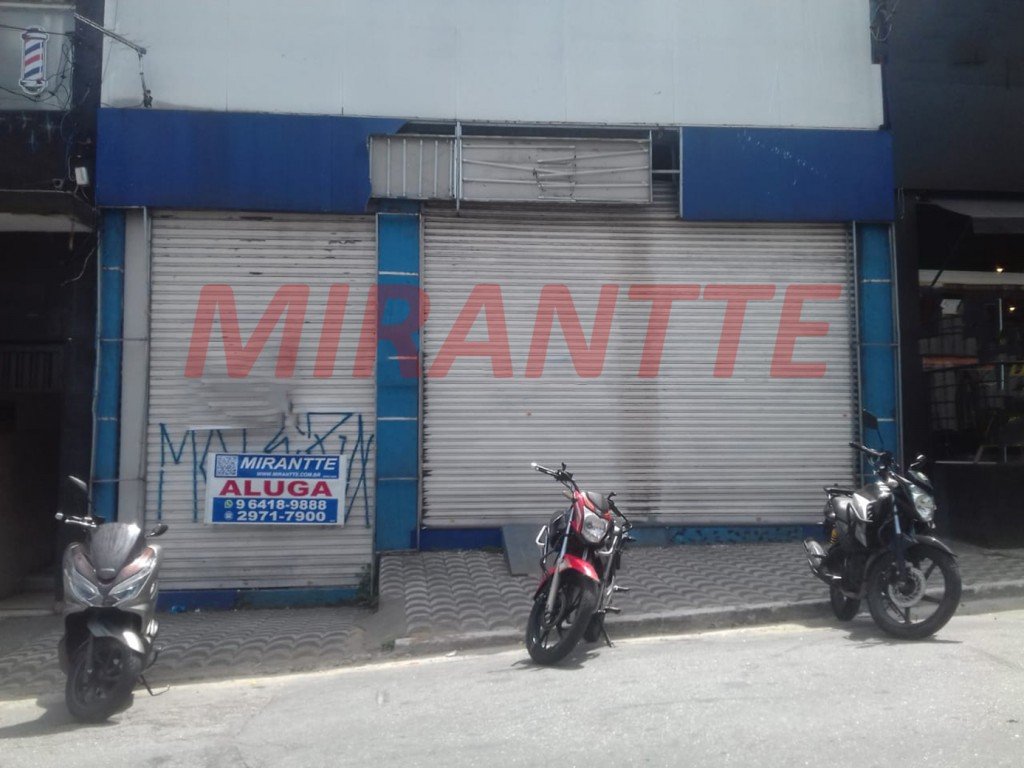 MIRANTTE
MIRANTTE
WWW.MIRANTTE.COM.BR
ALUGA
9 6418-9888
2971-7900